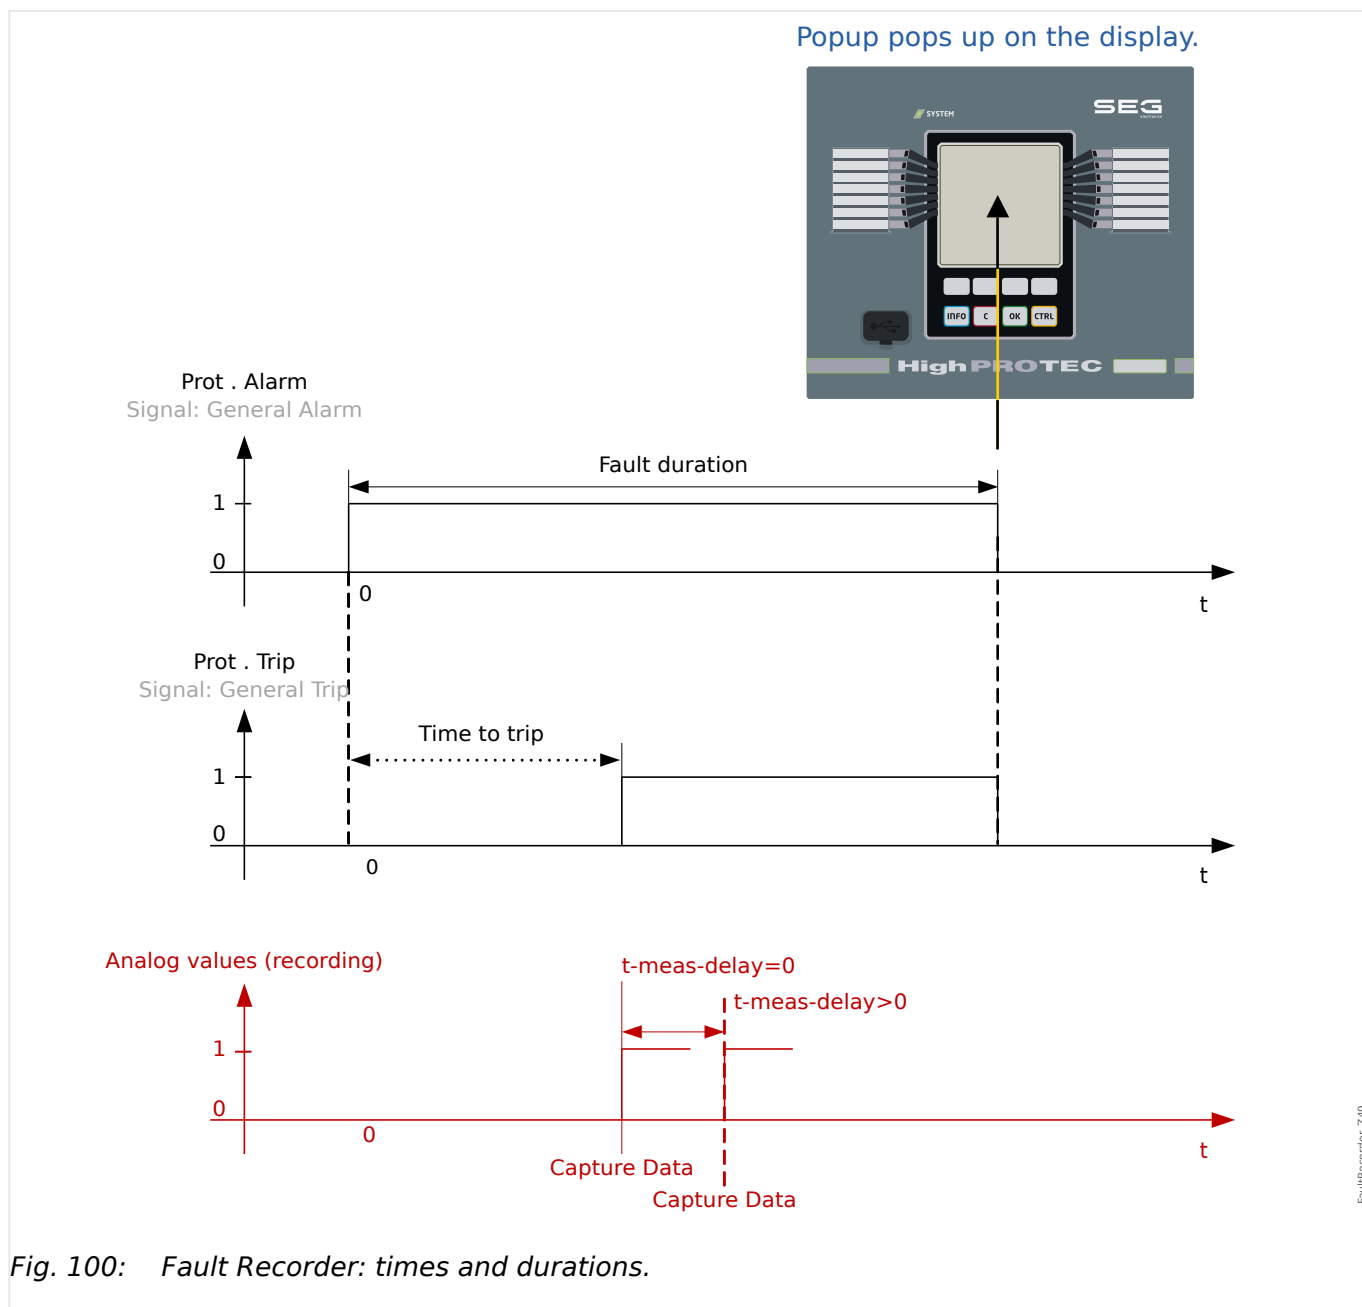 Popup pops up on the display.
SYSTEM
SEG
INFO C OK CTRL
HighPROTEC
Prot . Alarm
Signal: General Alarm
Fault duration
1
0
0
t
Prot . Trip
Signal: General Trip
Time to trip
1
0
0
t
Analog values (recording)
t-meas-delay=0
t-meas-delay>0
1
0
0
t
Capture Data
Capture Data
Fig. 100: Fault Recorder: times and durations.